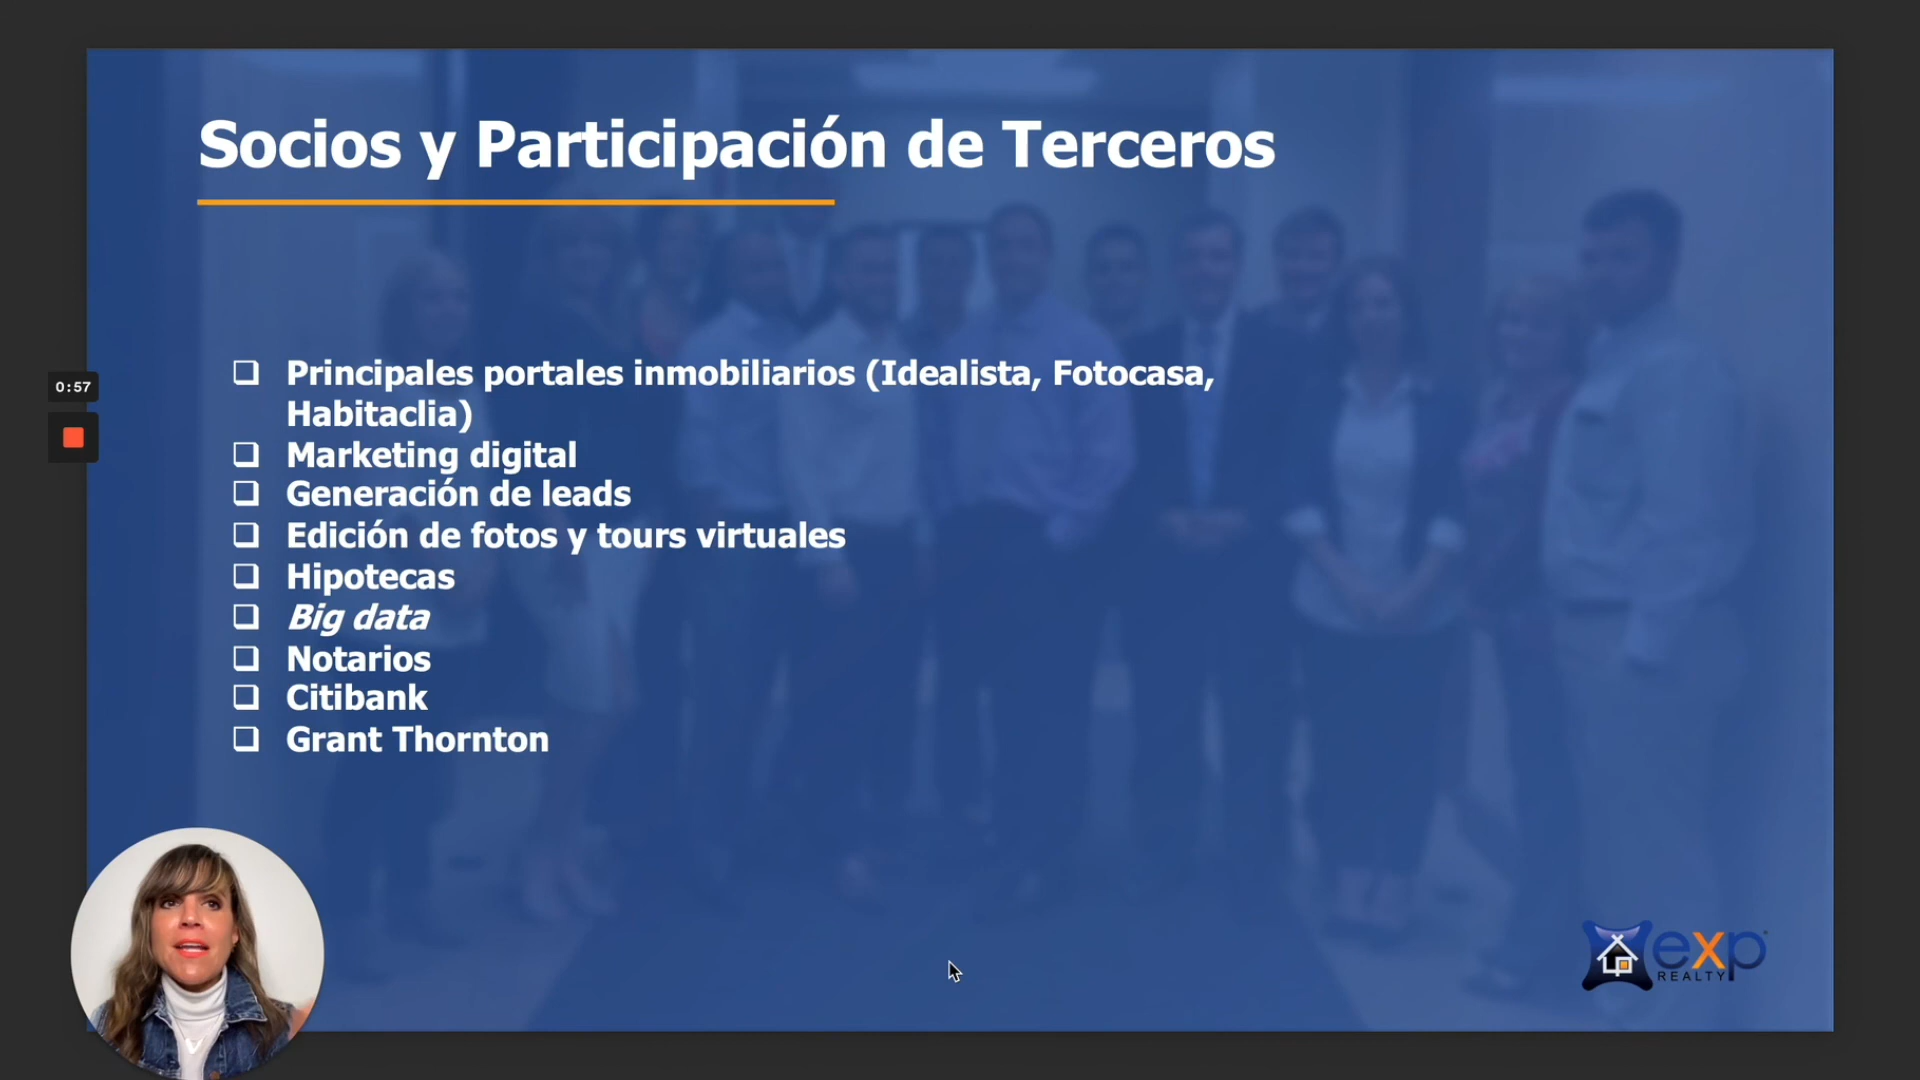 Socios y Participación de Terceros
Principales portales inmobiliarios (Idealista, Fotocasa,
Habitaclia)
0:57
Marketing digital
Generación de leads
Edición de fotos y tours virtuales
Hipotecas
Big data
Notarios
Citibank
Grant Thornton
exp
REALTY